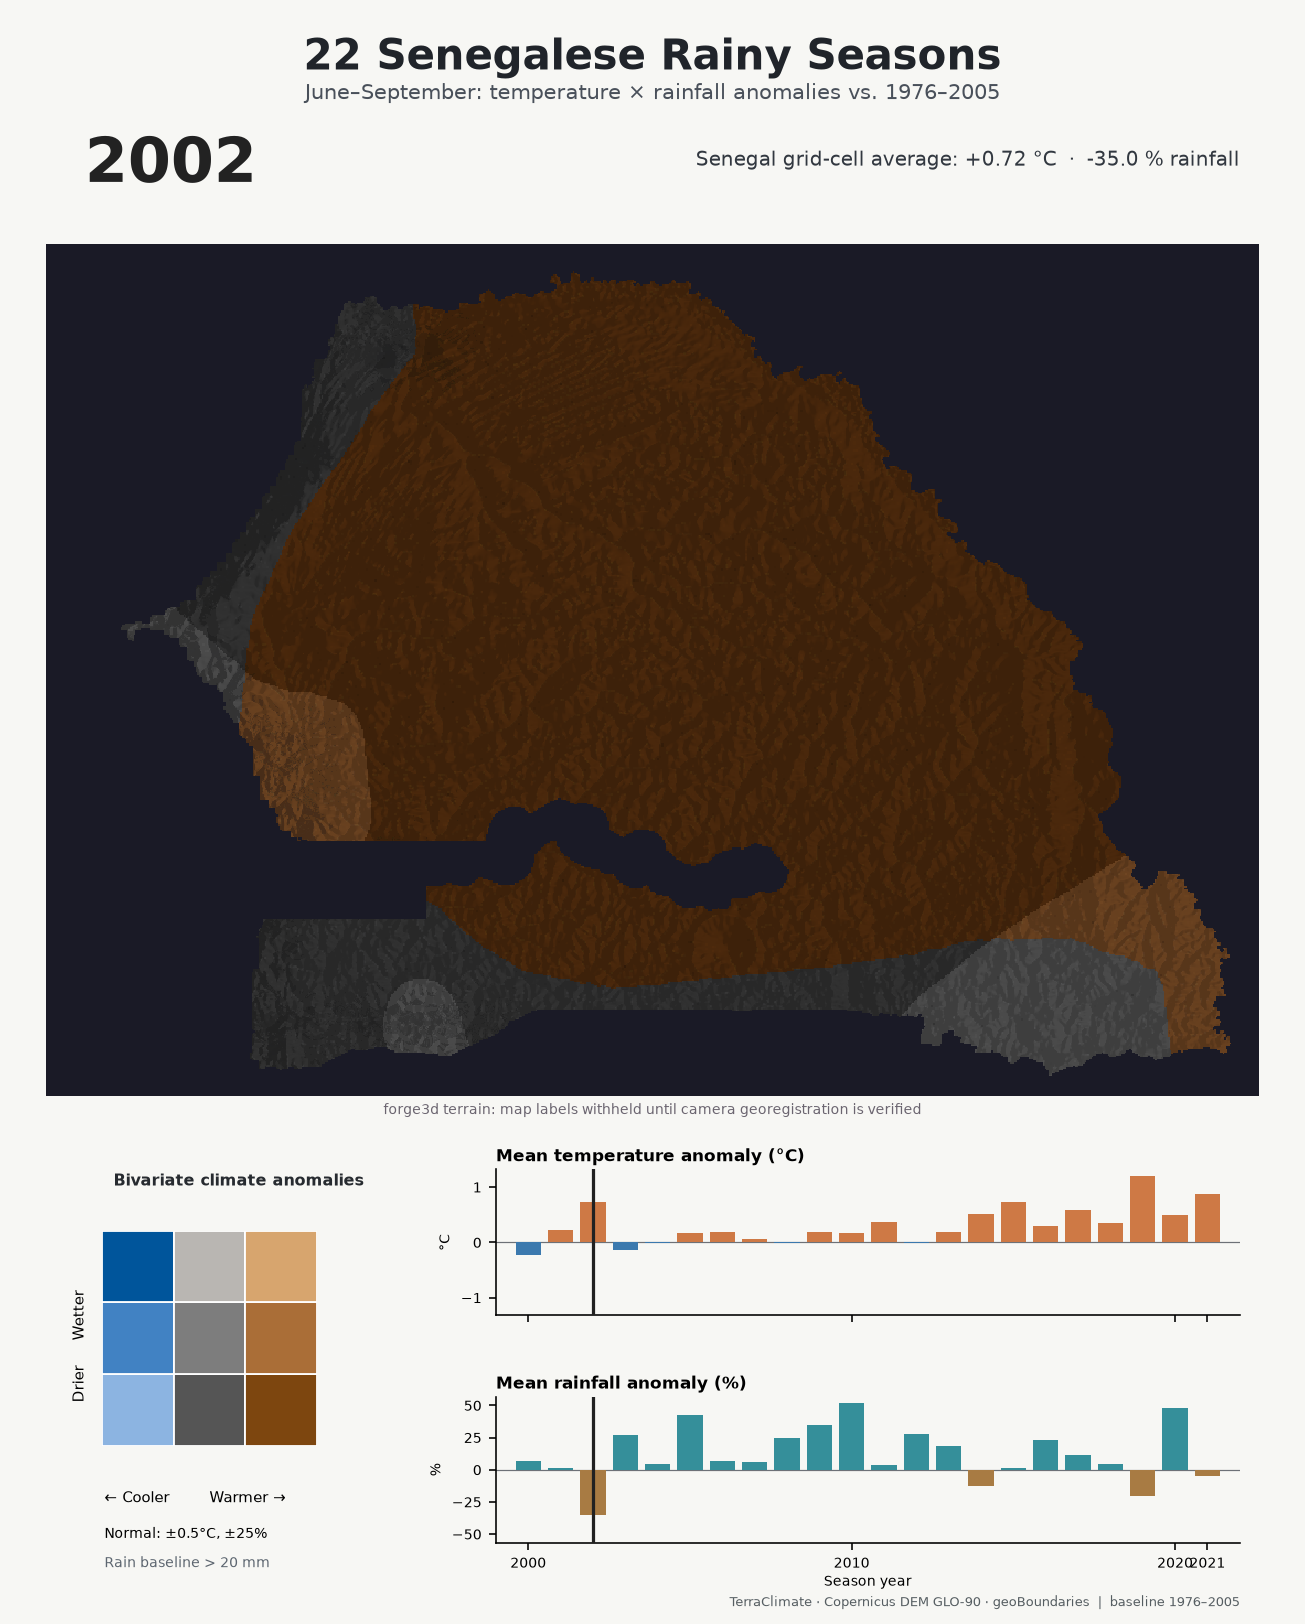 22 Senegalese Rainy Seasons
June–September: temperature × rainfall anomalies vs. 1976–2005
2002
Senegal grid-cell average: +0.72 °C · -35.0 % rainfall
forge3d terrain: map labels withheld until camera georegistration is verified
Bivariate climate anomalies
Wetter
Drier
← Cooler
Warmer →
Normal: ±0.5°C, ±25%
Rain baseline > 20 mm
Mean temperature anomaly (°C)
°C
1
0
−1
Mean rainfall anomaly (%)
%
50
25
0
−25
−50
2000
2010
2020
2021
Season year
TerraClimate · Copernicus DEM GLO-90 · geoBoundaries | baseline 1976–2005